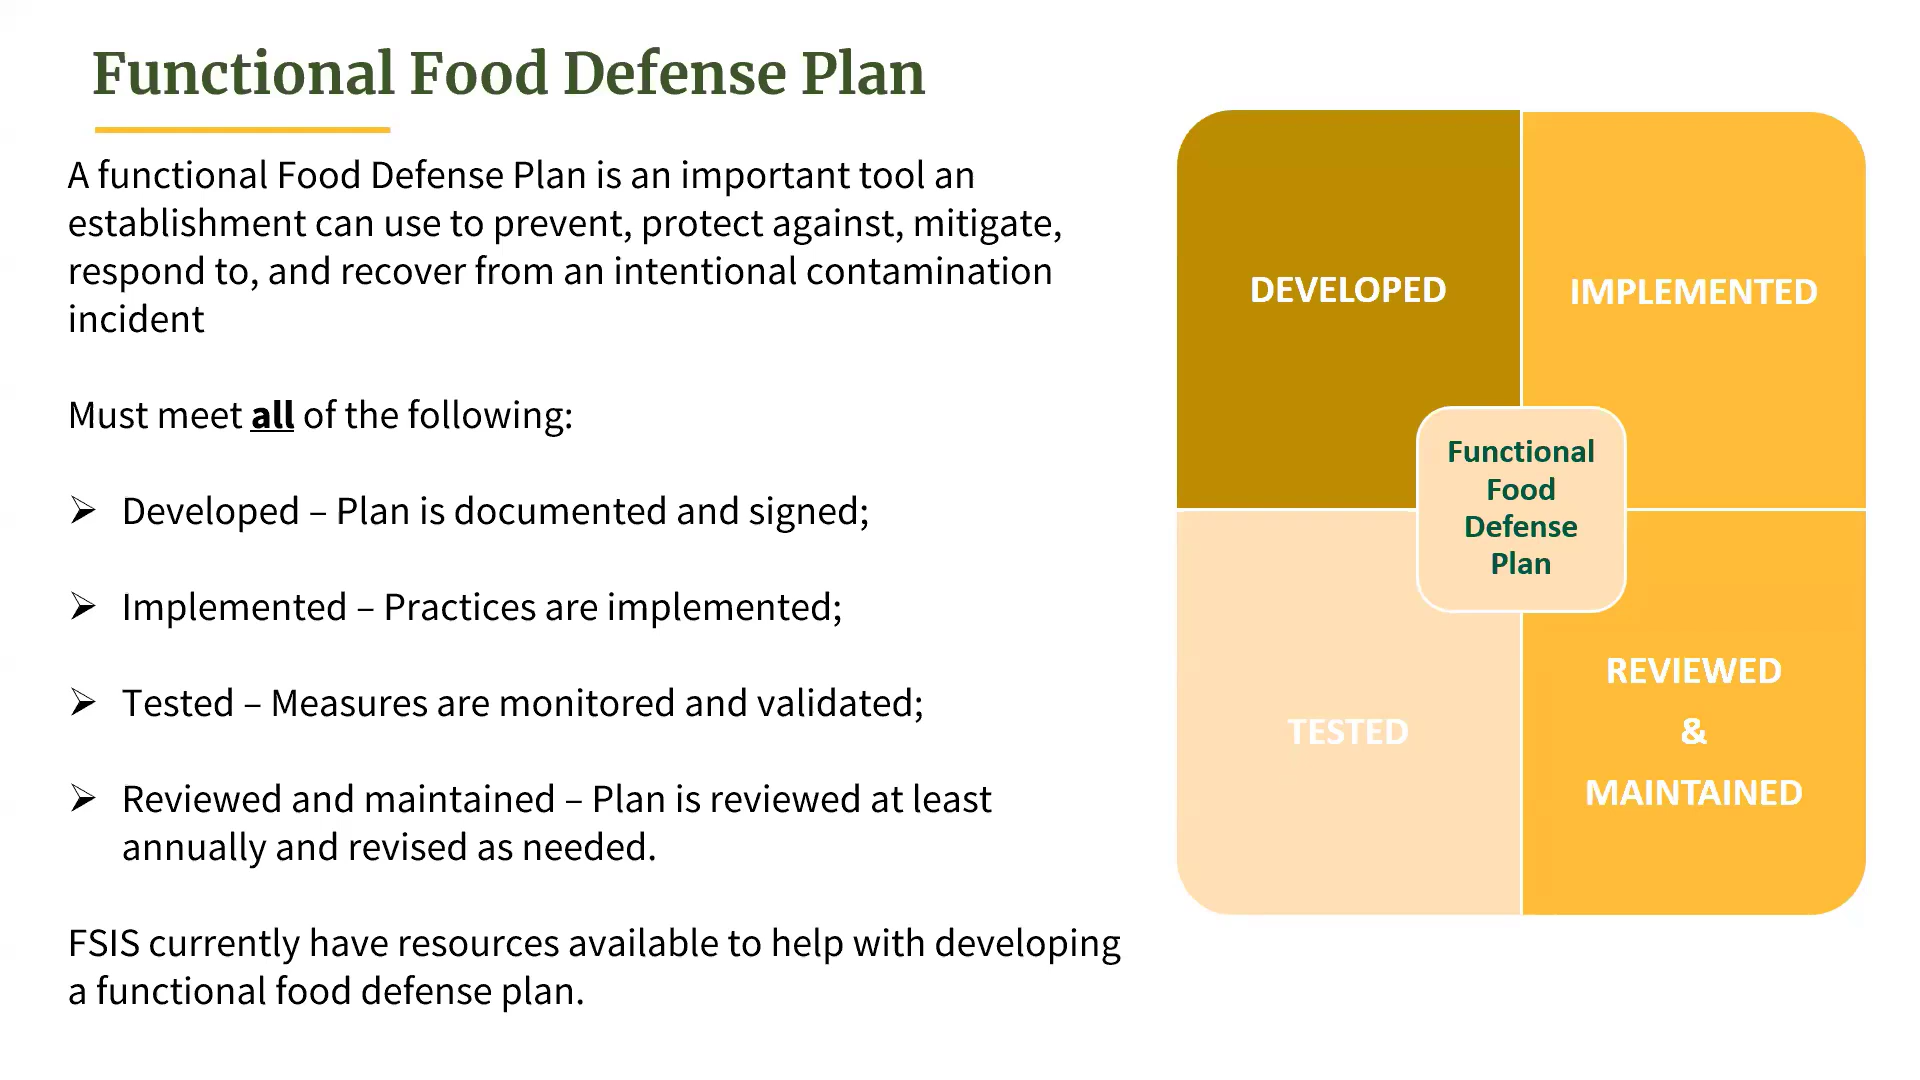 Functional Food Defense Plan
A functional Food Defense Plan is an important tool an
establishment can use to prevent, protect against, mitigate,
respond to, and recover from an intentional contamination
incident
Must meet all of the following:
➢ Developed – Plan is documented and signed;
➢ Implemented – Practices are implemented;
➢ Tested – Measures are monitored and validated;
➢ Reviewed and maintained – Plan is reviewed at least
annually and revised as needed.
FSIS currently have resources available to help with developing
a functional food defense plan.
DEVELOPED
IMPLEMENTED
Functional
Food
Defense
Plan
TESTED
REVIEWED
&
MAINTAINED